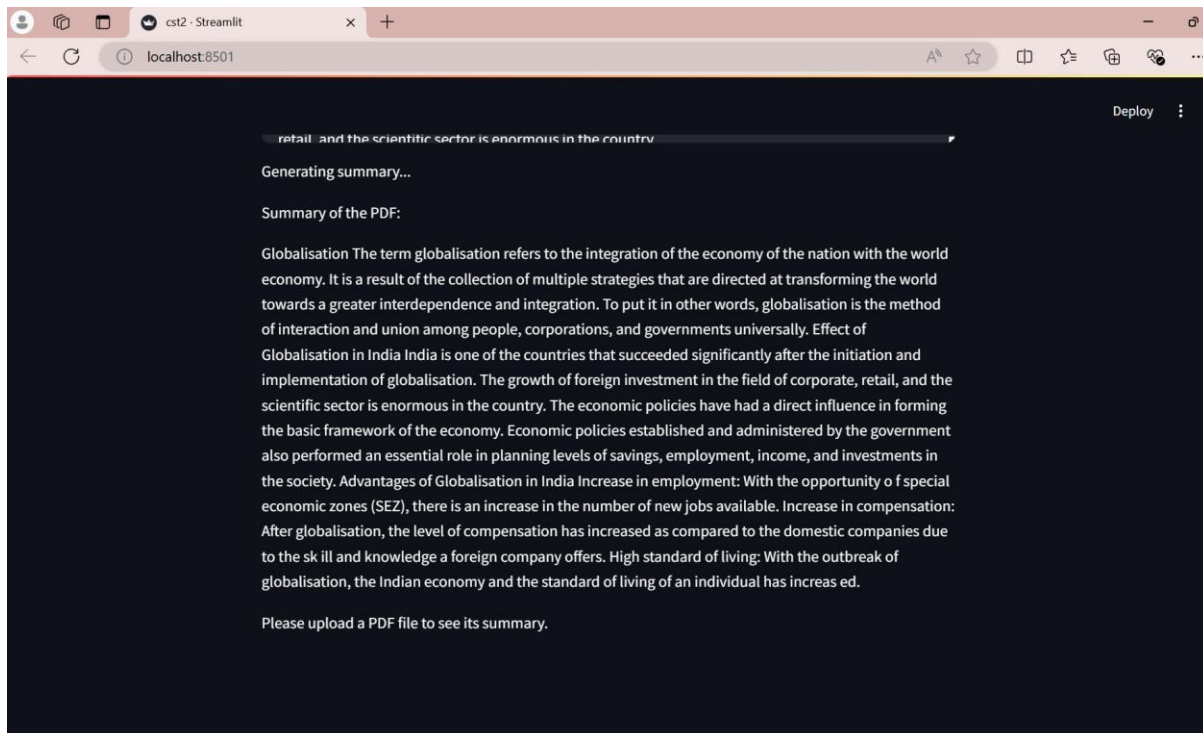 cst2 · Streamlit
localhost:8501
Deploy
retail, and the scientific sector is enormous in the country
Generating summary...
Summary of the PDF:
Globalisation The term globalisation refers to the integration of the economy of the nation with the world
economy. It is a result of the collection of multiple strategies that are directed at transforming the world
towards a greater interdependence and integration. To put it in other words, globalisation is the method
of interaction and union among people, corporations, and governments universally. Effect of
Globalisation in India India is one of the countries that succeeded significantly after the initiation and
implementation of globalisation. The growth of foreign investment in the field of corporate, retail, and the
scientific sector is enormous in the country. The economic policies have had a direct influence in forming
the basic framework of the economy. Economic policies established and administered by the government
also performed an essential role in planning levels of savings, employment, income, and investments in
the society. Advantages of Globalisation in India Increase in employment: With the opportunity o f special
economic zones (SEZ), there is an increase in the number of new jobs available. Increase in compensation:
After globalisation, the level of compensation has increased as compared to the domestic companies due
to the sk ill and knowledge a foreign company offers. High standard of living: With the outbreak of
globalisation, the Indian economy and the standard of living of an individual has increas ed.
Please upload a PDF file to see its summary.